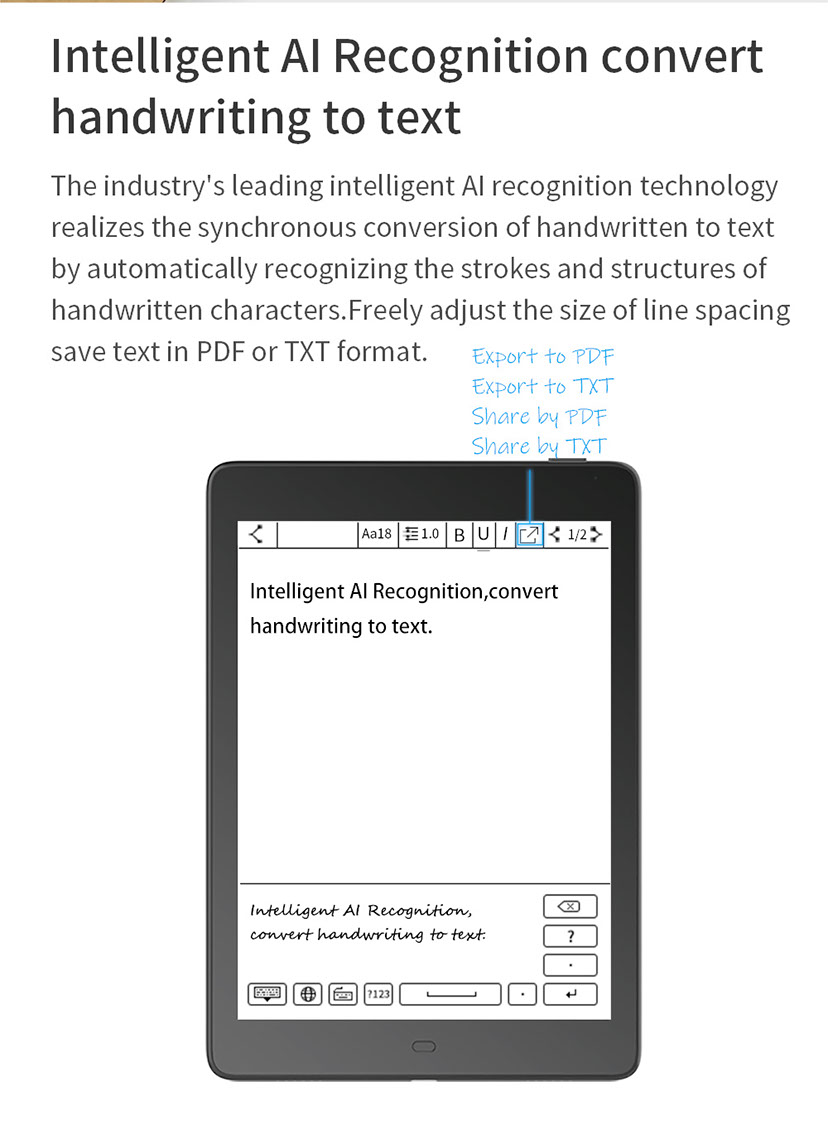 Intelligent AI Recognition convert
handwriting to text
The industry's leading intelligent AI recognition technology
realizes the synchronous conversion of handwritten to text
by automatically recognizing the strokes and structures of
handwritten characters.Freely adjust the size of line spacing
save text in PDF or TXT format.
Export to PDF
Export to TXT
Share by PDF
Share by TXT
Aa18 1.0 B U I 1/2
Intelligent AI Recognition,convert
handwriting to text.
Intelligent AI Recognition,
convert handwriting to text.
?
.
?123 .